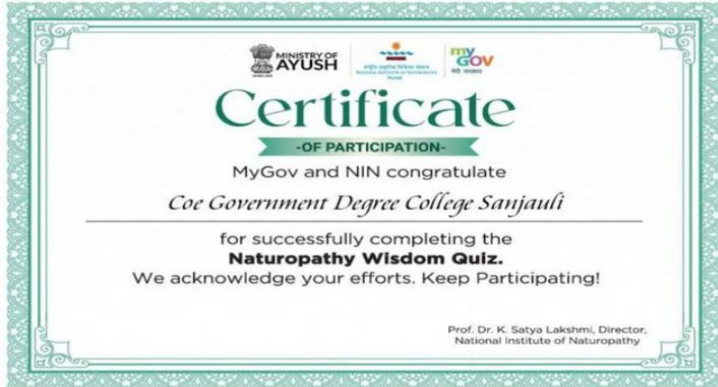 MINISTRY OF
AYUSH
my
GOV
मेरी सरकार
Certificate
-OF PARTICIPATION-
MyGov and NIN congratulate
Coe Government Degree College Sanjauli
for successfully completing the
Naturopathy Wisdom Quiz.
We acknowledge your efforts. Keep Participating!
Prof. Dr. K. Satya Lakshmi, Director,
National Institute of Naturopathy